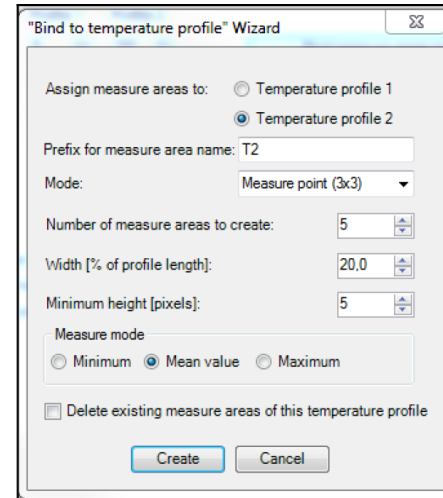 "Bind to temperature profile" Wizard
Assign measure areas to: Temperature profile 1
Temperature profile 2
Prefix for measure area name: T2
Mode: Measure point (3x3)
Number of measure areas to create: 5
Width [% of profile length]: 20,0
Minimum height [pixels]: 5
Measure mode
Minimum Mean value Maximum
Delete existing measure areas of this temperature profile
Create Cancel